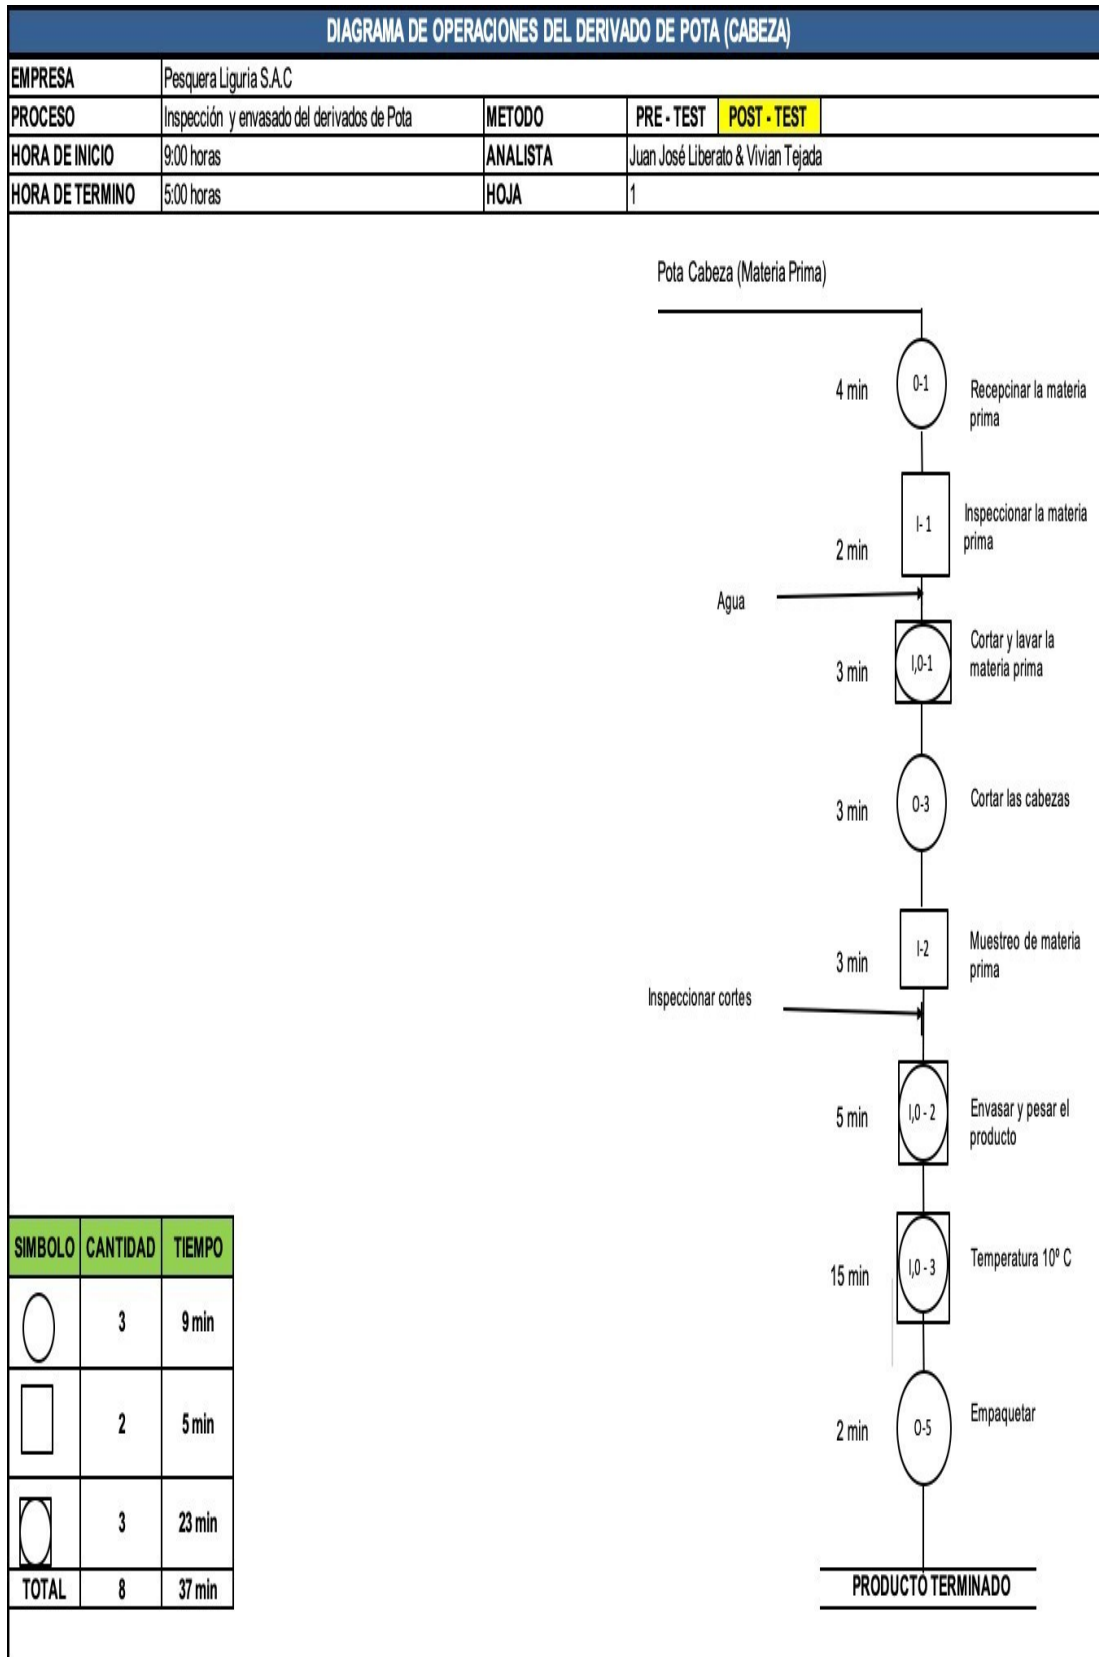 DIAGRAMA DE OPERACIONES DEL DERIVADO DE POTA (CABEZA)
EMPRESA Pesquera Liguria S.A.C
PROCESO Inspección y envasado del derivados de Pota METODO PRE - TEST POST - TEST
HORA DE INICIO 9:00 horas ANALISTA Juan José Liberato & Vivian Tejada
HORA DE TERMINO 5:00 horas HOJA 1
Pota Cabeza (Materia Prima)
4 min 0-1 Recepcinar la materia
prima
2 min I- 1 Inspeccionar la materia
prima
Agua
3 min I,0-1 Cortar y lavar la
materia prima
3 min O-3 Cortar las cabezas
3 min I-2 Muestreo de materia
prima
Inspeccionar cortes
5 min I,0 - 2 Envasar y pesar el
producto
15 min I,0 - 3 Temperatura 10º C
2 min O-5 Empaquetar
PRODUCTO TERMINADO
SIMBOLO CANTIDAD TIEMPO
3 9 min
2 5 min
3 23 min
TOTAL 8 37 min